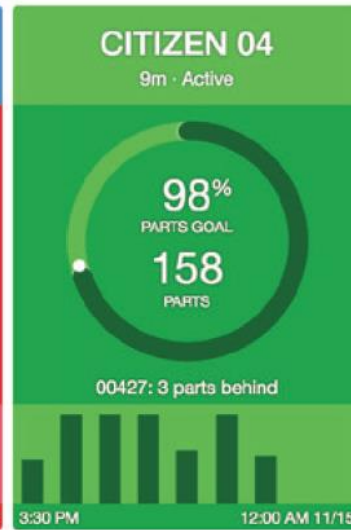 CITIZEN 04
9m · Active
98%
PARTS GOAL
158
PARTS
00427: 3 parts behind
3:30 PM 12:00 AM 11/15